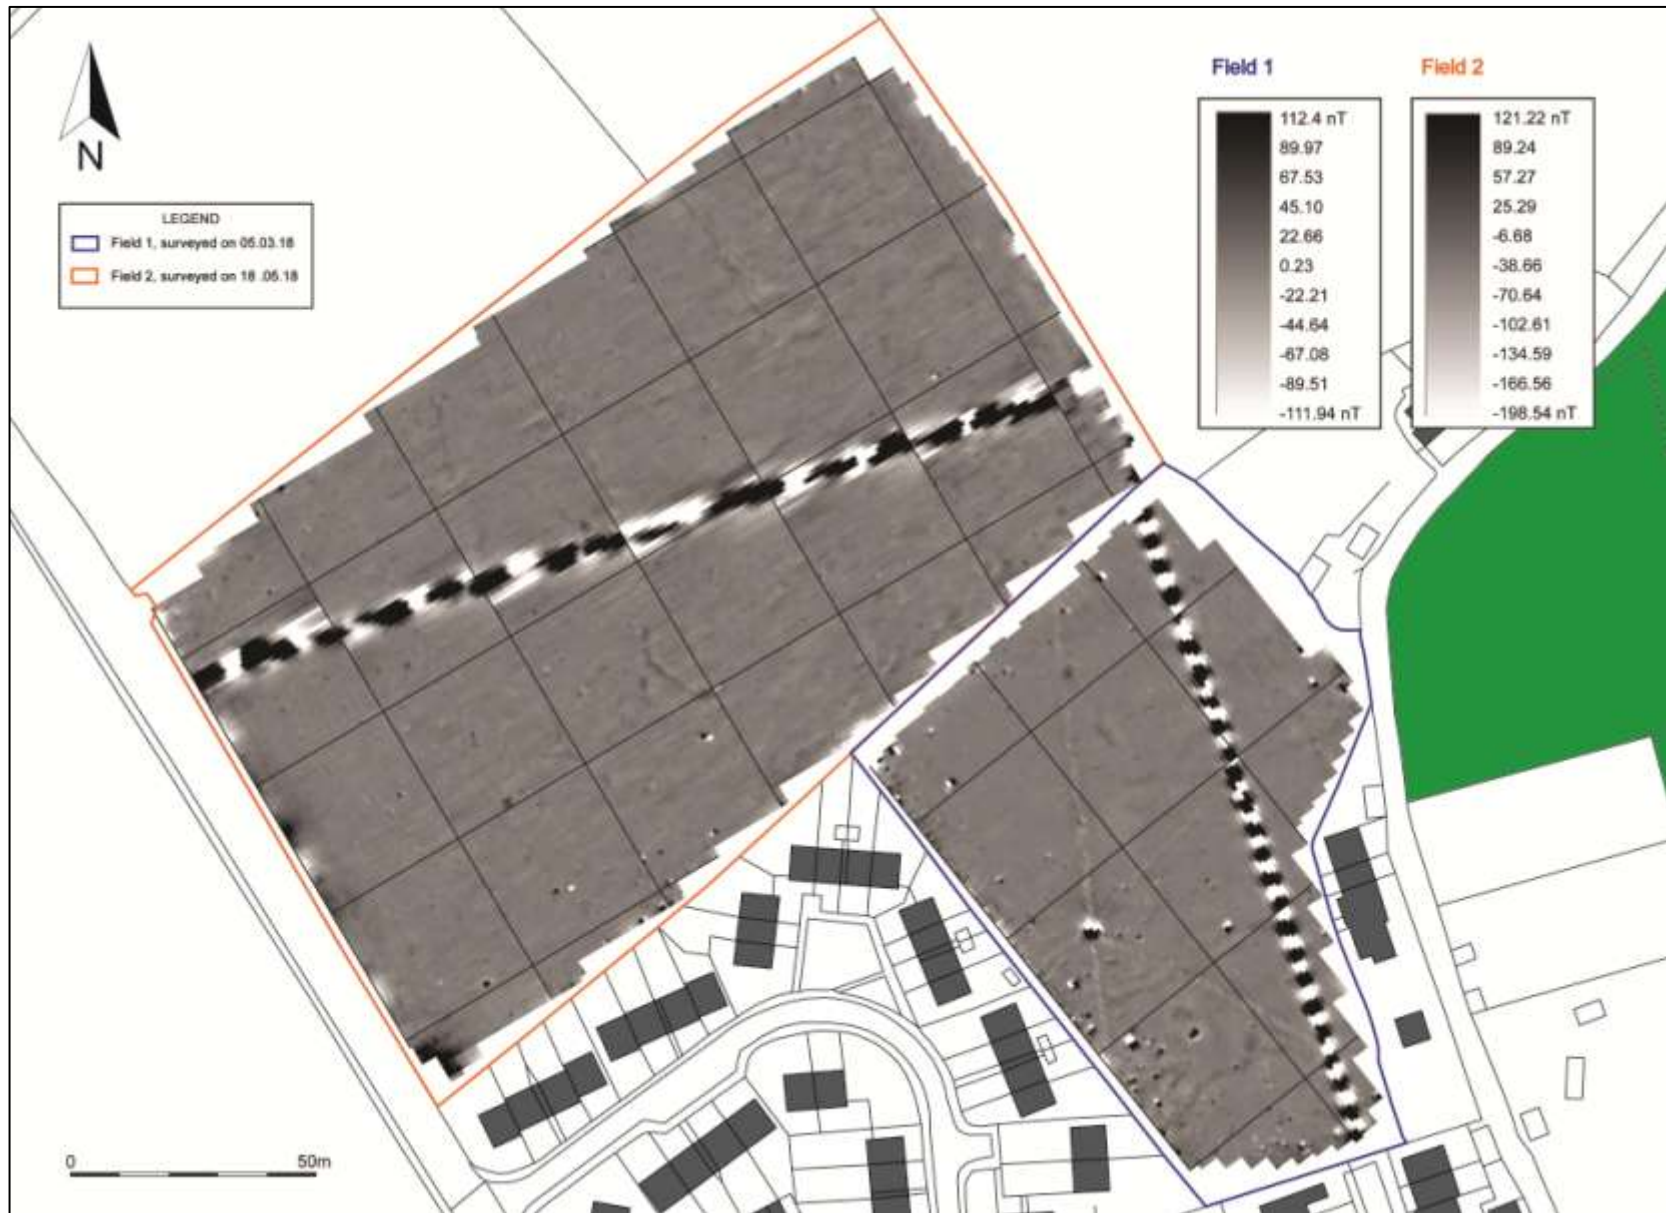 Field 1
Field 2
112.4 nT
89.97
67.53
45.10
22.66
0.23
-22.21
-44.64
-67.08
-89.51
-111.94 nT
121.22 nT
89.24
57.27
25.29
-6.68
-38.66
-70.64
-102.61
-134.59
-166.56
-198.54 nT
N
LEGEND
Field 1, surveyed on 05.03.18
Field 2, surveyed on 18 .05.18
0 50m